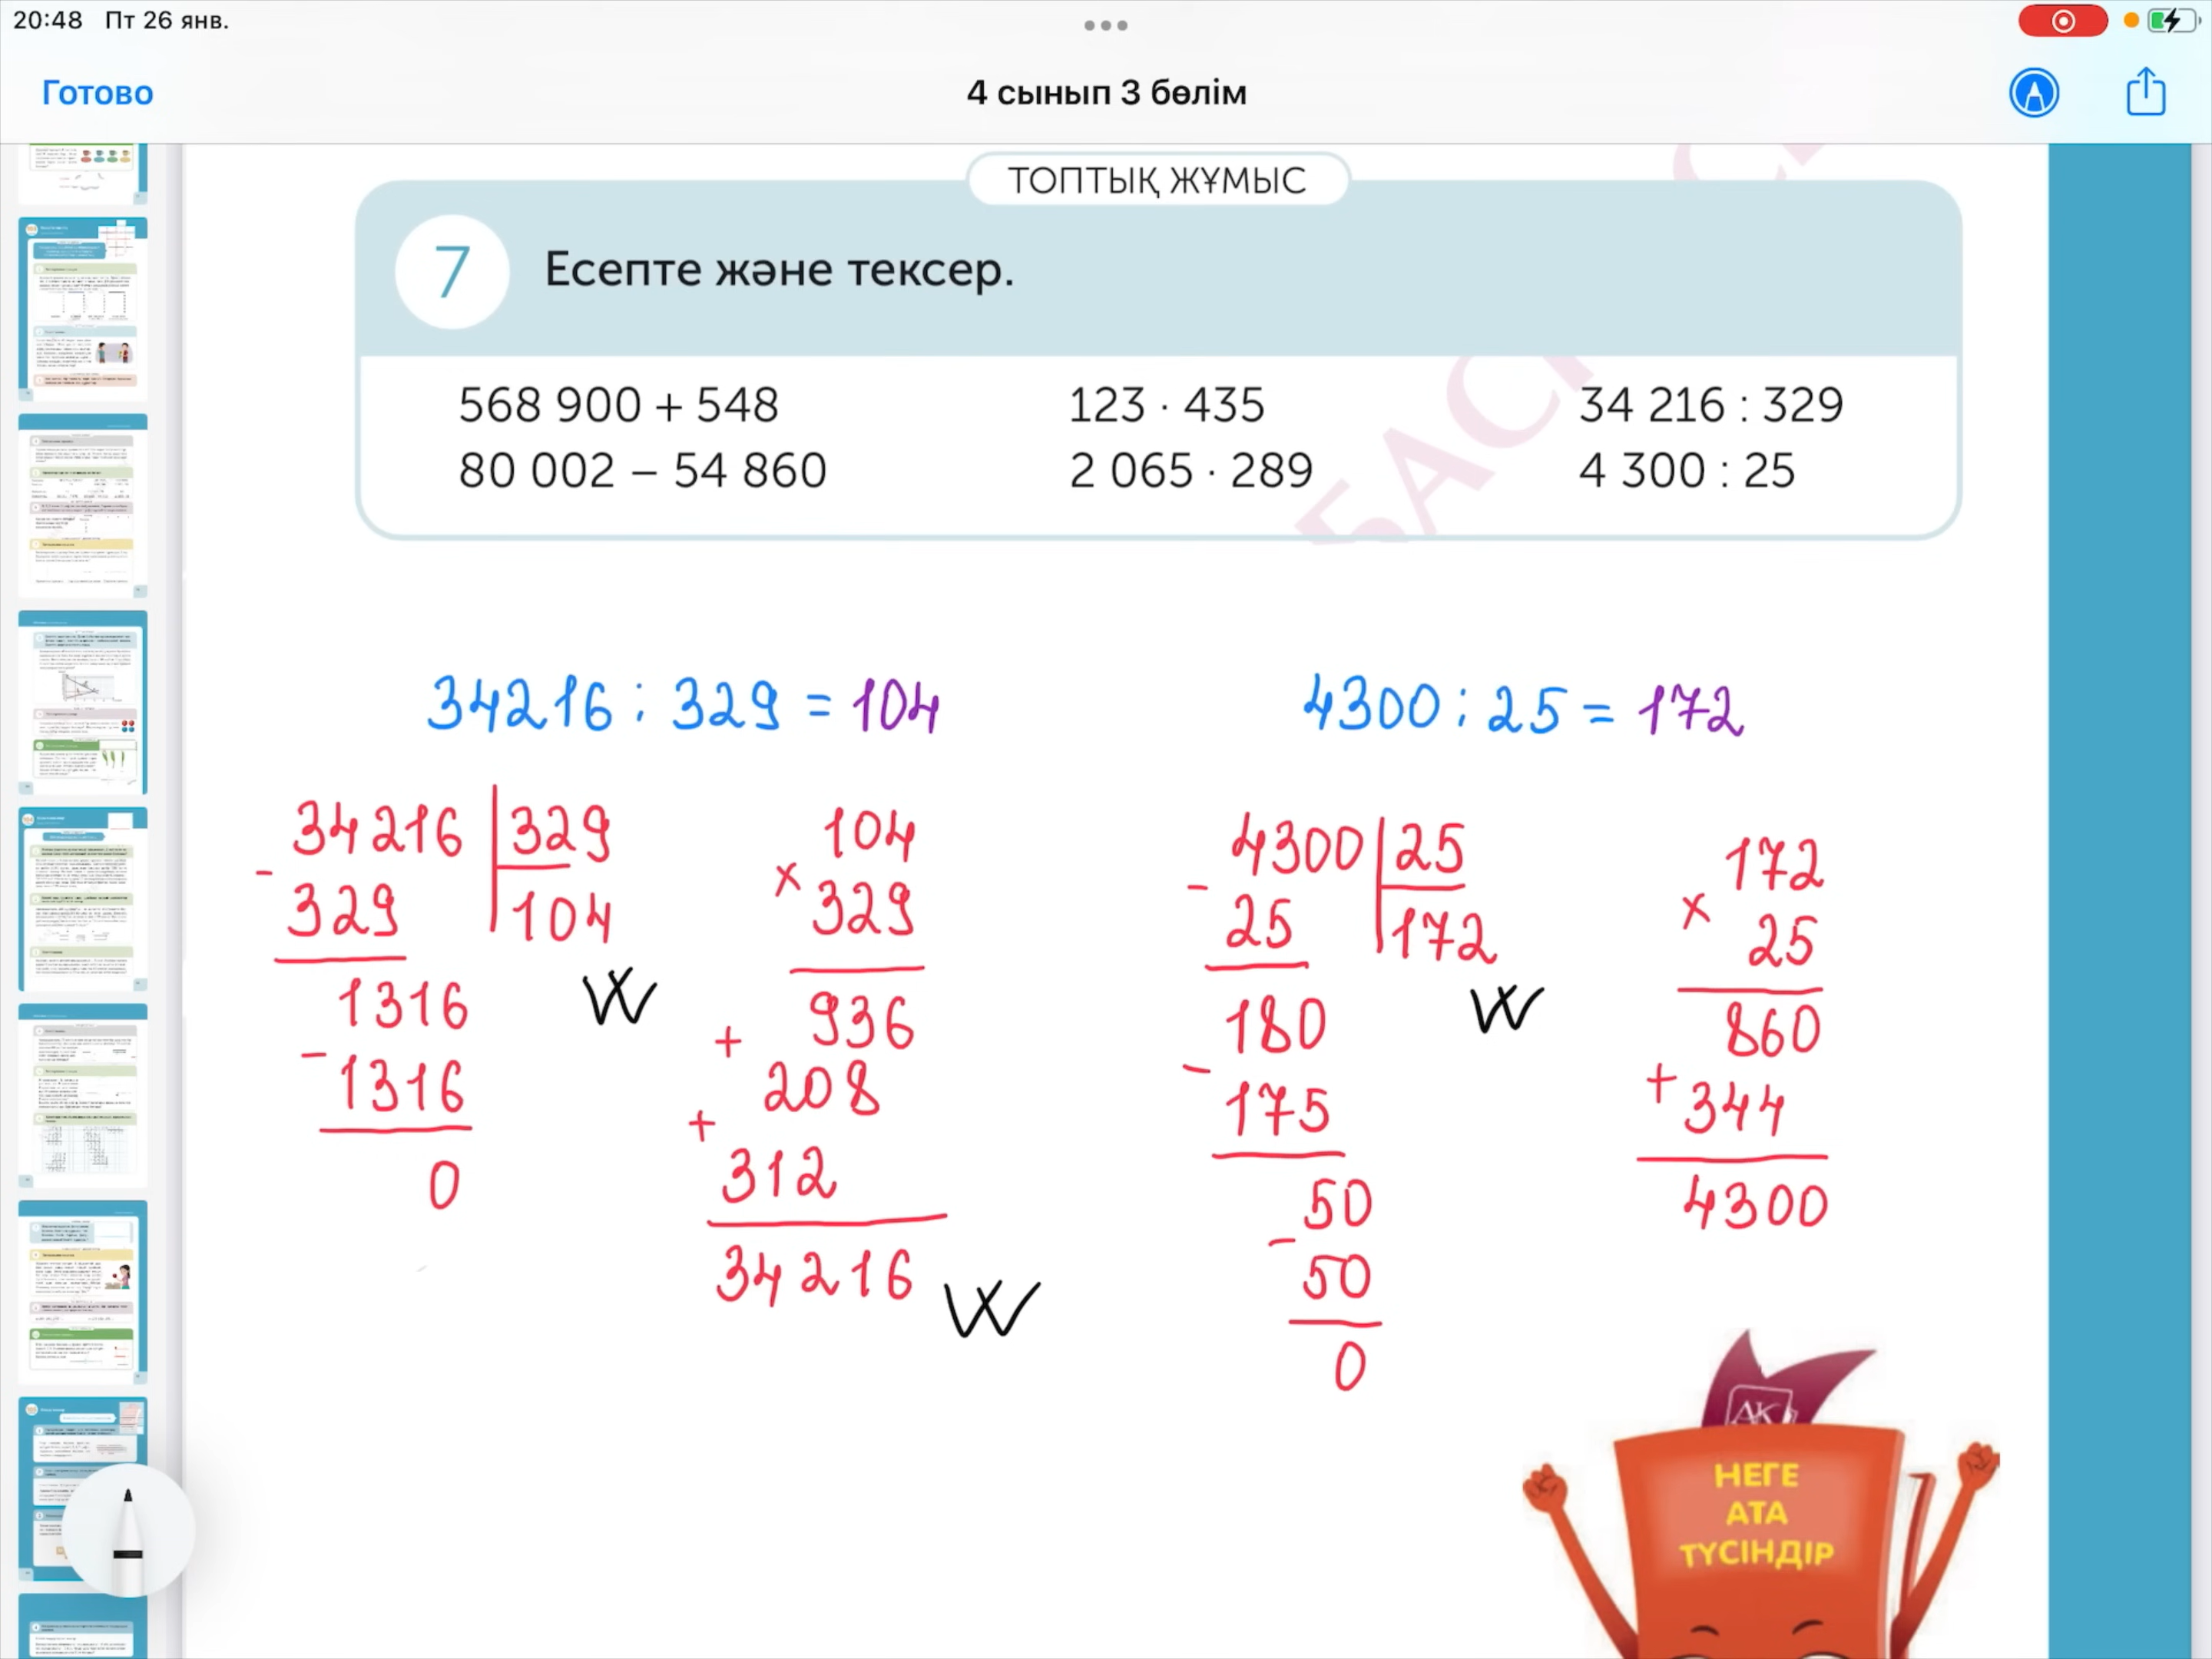 20:48 Пт 26 янв.
Готово
4 сынып 3 бөлім
ТОПТЫҚ ЖҰМЫС
7 Есепте және тексер.
568 900 + 548
80 002 – 54 860
123 · 435
2 065 · 289
34 216 : 329
4 300 : 25
БАС
34216 : 329 = 104
34216 329
- 329 104
1316
- 1316
0
104
× 329
936
+ 208
+ 312
34216
4300 : 25 = 172
4300 25
- 25 172
180
- 175
50
- 50
0
172
× 25
860
+ 344
4300
АК
НЕГЕ
АТА
ТҮСІНДІР